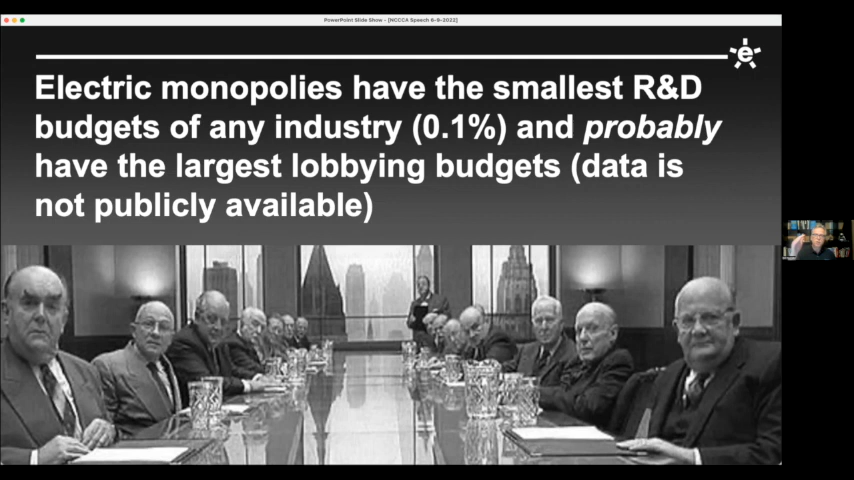 PowerPoint Slide Show - [NCCCA Speech 6-9-2022]
e
Electric monopolies have the smallest R&D
budgets of any industry (0.1%) and probably
have the largest lobbying budgets (data is
not publicly available)